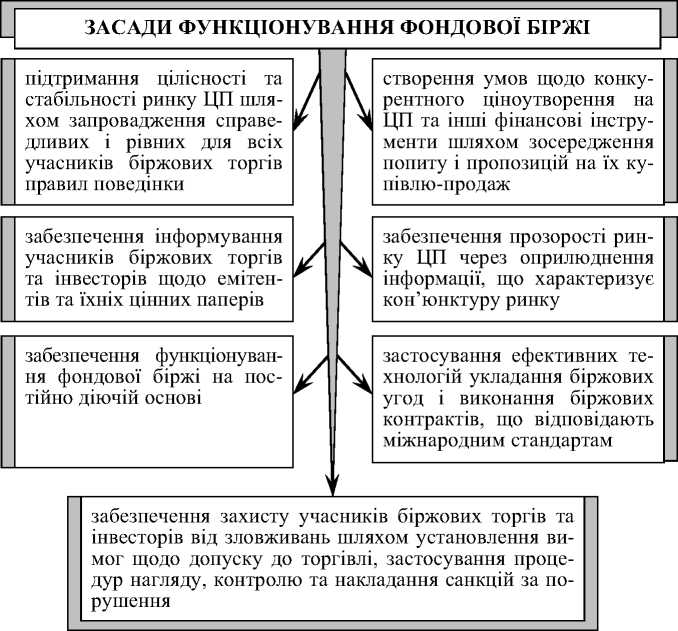 ЗАСАДИ ФУНКЦІОНУВАННЯ ФОНДОВОЇ БІРЖІ
підтримання цілісності та
стабільності ринку ЦП шля-
хом запровадження справе-
дливих і рівних для всіх
учасників біржових торгів
правил поведінки
створення умов щодо конку-
рентного ціноутворення на
ЦП та інші фінансові інстру-
менти шляхом зосередження
попиту і пропозицій на їх ку-
півлю-продаж
забезпечення інформування
учасників біржових торгів
та інвесторів щодо емітен-
тів та їхніх цінних паперів
забезпечення прозорості рин-
ку ЦП через оприлюднення
інформації, що характеризує
кон’юнктуру ринку
забезпечення функціонуван-
ня фондової біржі на пос-
тійно діючій основі
застосування ефективних те-
хнологій укладання біржових
угод і виконання біржових
контрактів, що відповідають
міжнародним стандартам
забезпечення захисту учасників біржових торгів та
інвесторів від зловживань шляхом установлення ви-
мог щодо допуску до торгівлі, застосування проце-
дур нагляду, контролю та накладання санкцій за по-
рушення